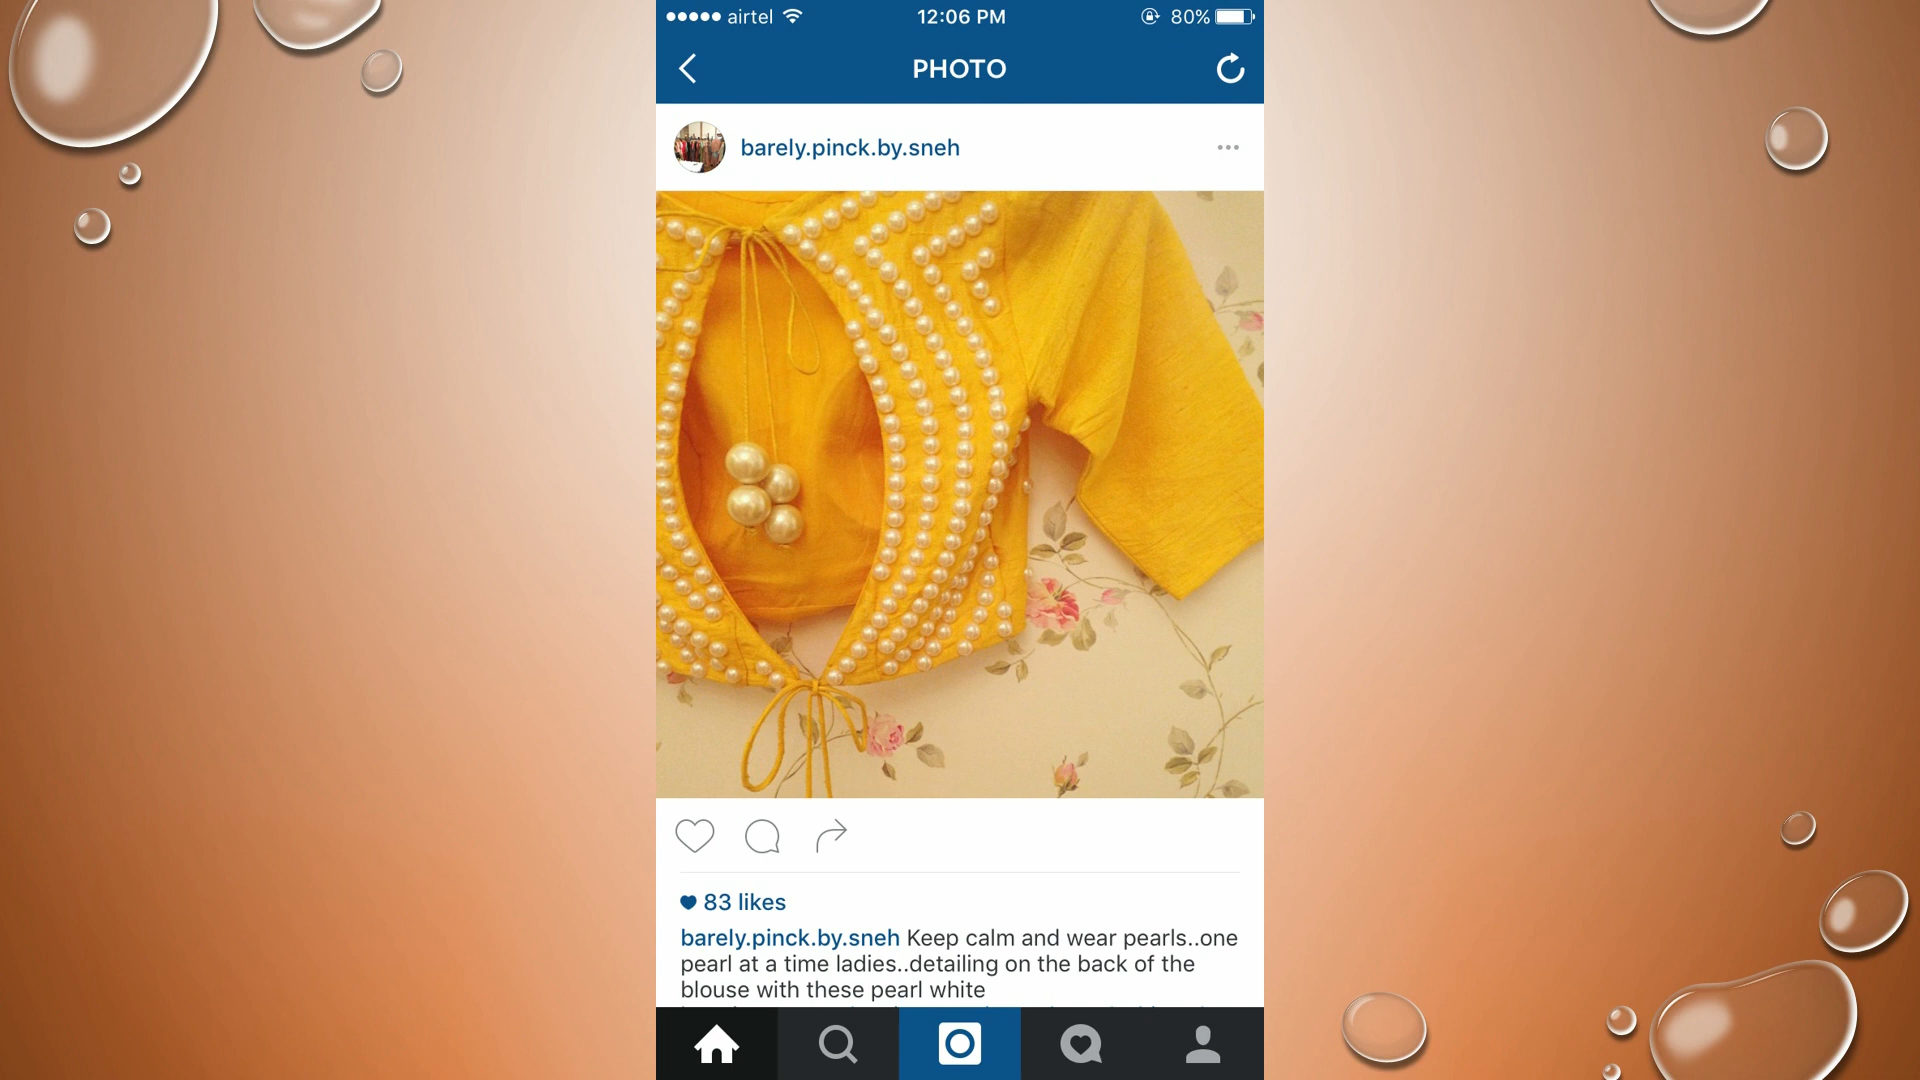 airtel 12:06 PM 80%
PHOTO
barely.pinck.by.sneh
83 likes
barely.pinck.by.sneh Keep calm and wear pearls..one
pearl at a time ladies..detailing on the back of the
blouse with these pearl white